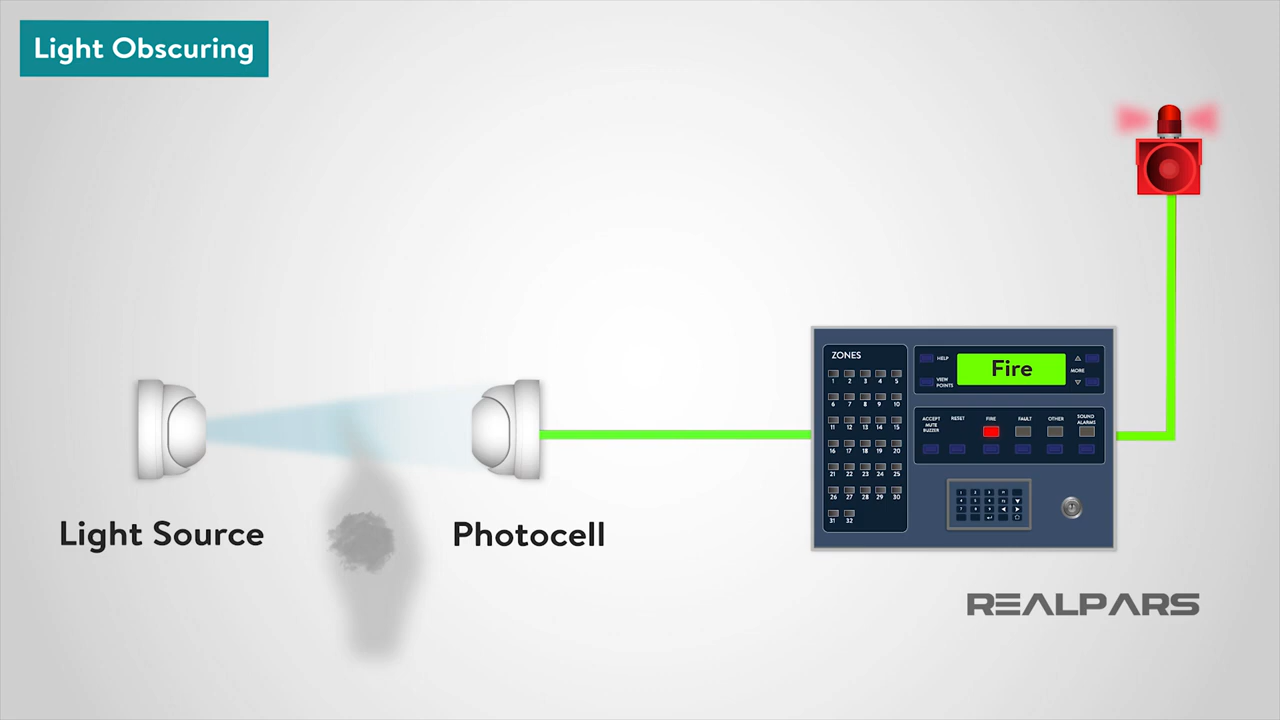 Light Obscuring
ZONES
1 2 3 4 5
6 7 8 9 10
11 12 13 14 15
16 17 18 19 20
21 22 23 24 25
26 27 28 29 30
31 32
HELP
VIEW
POINTS
Fire
MORE
ACCEPT
MUTE
BUZZER
RESET
FIRE
FAULT
OTHER
SOUND
ALARMS
Light Source
Photocell
REALPARS